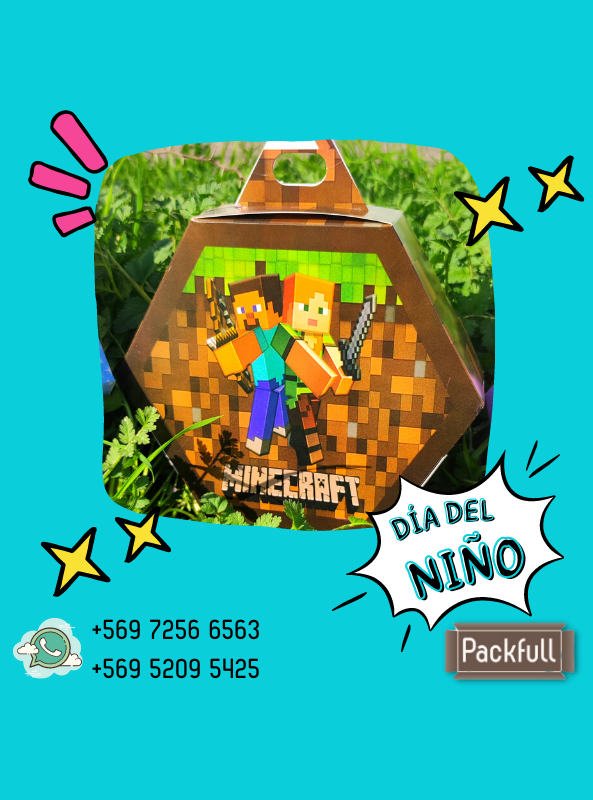 MINECRAFT
DÍA DEL
NIÑO
+569 7256 6563
+569 5209 5425
Packfull